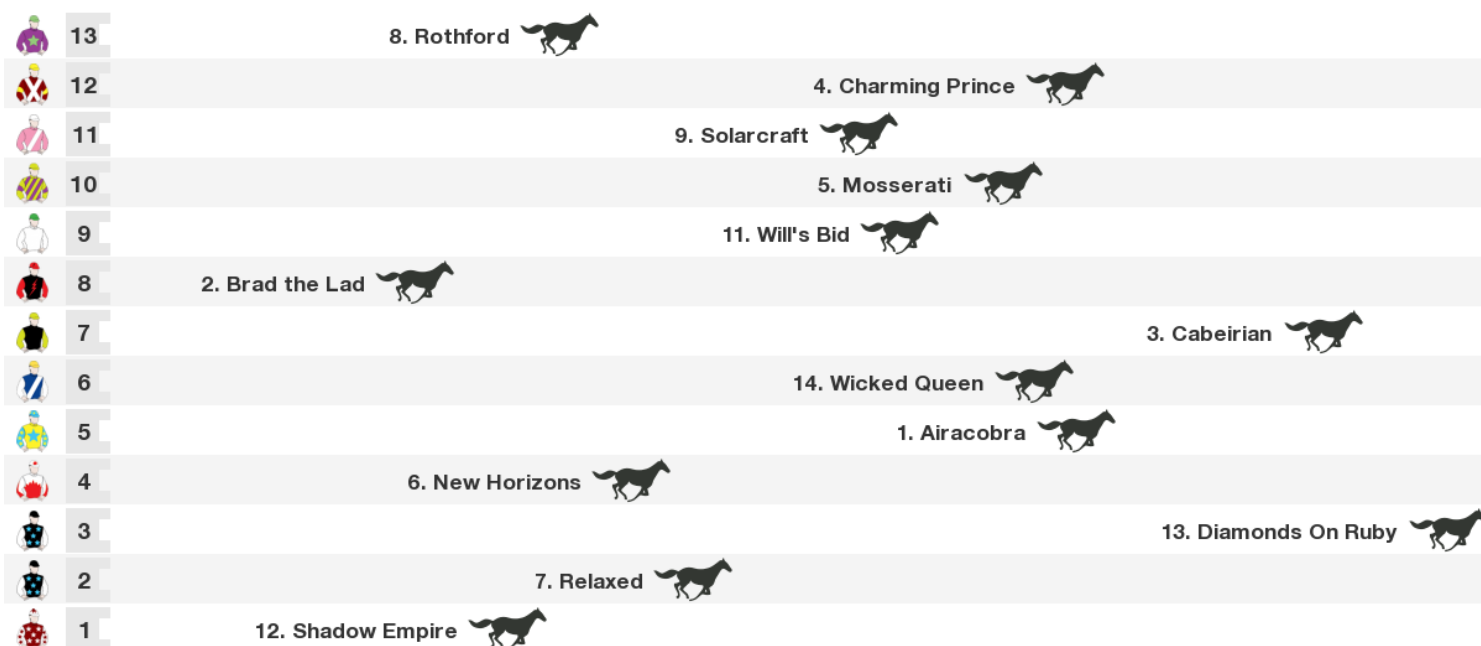 13 8. Rothford
12 4. Charming Prince
11 9. Solarcraft
10 5. Mosserati
9 11. Will's Bid
8 2. Brad the Lad
7 3. Cabeirian
6 14. Wicked Queen
5 1. Airacobra
4 6. New Horizons
3 13. Diamonds On Ruby
2 7. Relaxed
1 12. Shadow Empire